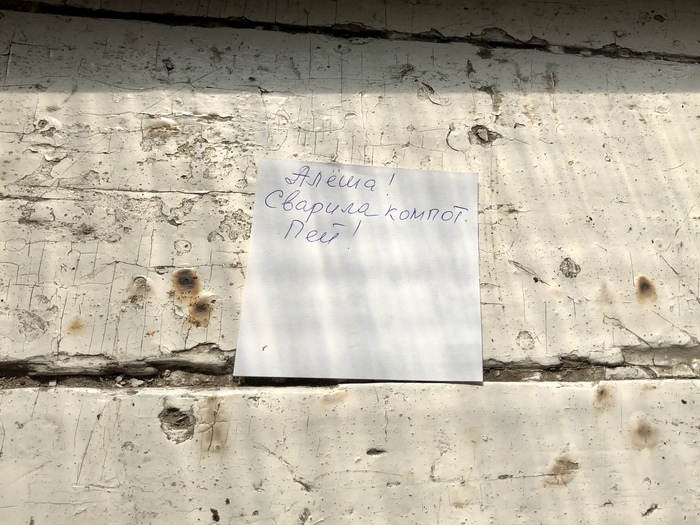 Алёша!
Сварила компот.
Пей!